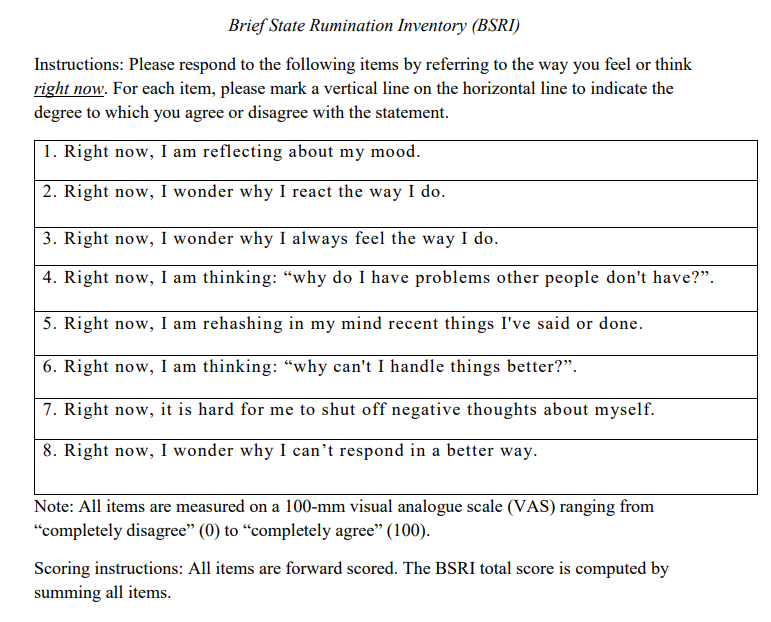 Brief State Rumination Inventory (BSRI)
Instructions: Please respond to the following items by referring to the way you feel or think
right now. For each item, please mark a vertical line on the horizontal line to indicate the
degree to which you agree or disagree with the statement.
1. Right now, I am reflecting about my mood.
2. Right now, I wonder why I react the way I do.
3. Right now, I wonder why I always feel the way I do.
4. Right now, I am thinking: “why do I have problems other people don't have?”.
5. Right now, I am rehashing in my mind recent things I've said or done.
6. Right now, I am thinking: “why can't I handle things better?”.
7. Right now, it is hard for me to shut off negative thoughts about myself.
8. Right now, I wonder why I can’t respond in a better way.
Note: All items are measured on a 100-mm visual analogue scale (VAS) ranging from
“completely disagree” (0) to “completely agree” (100).
Scoring instructions: All items are forward scored. The BSRI total score is computed by
summing all items.